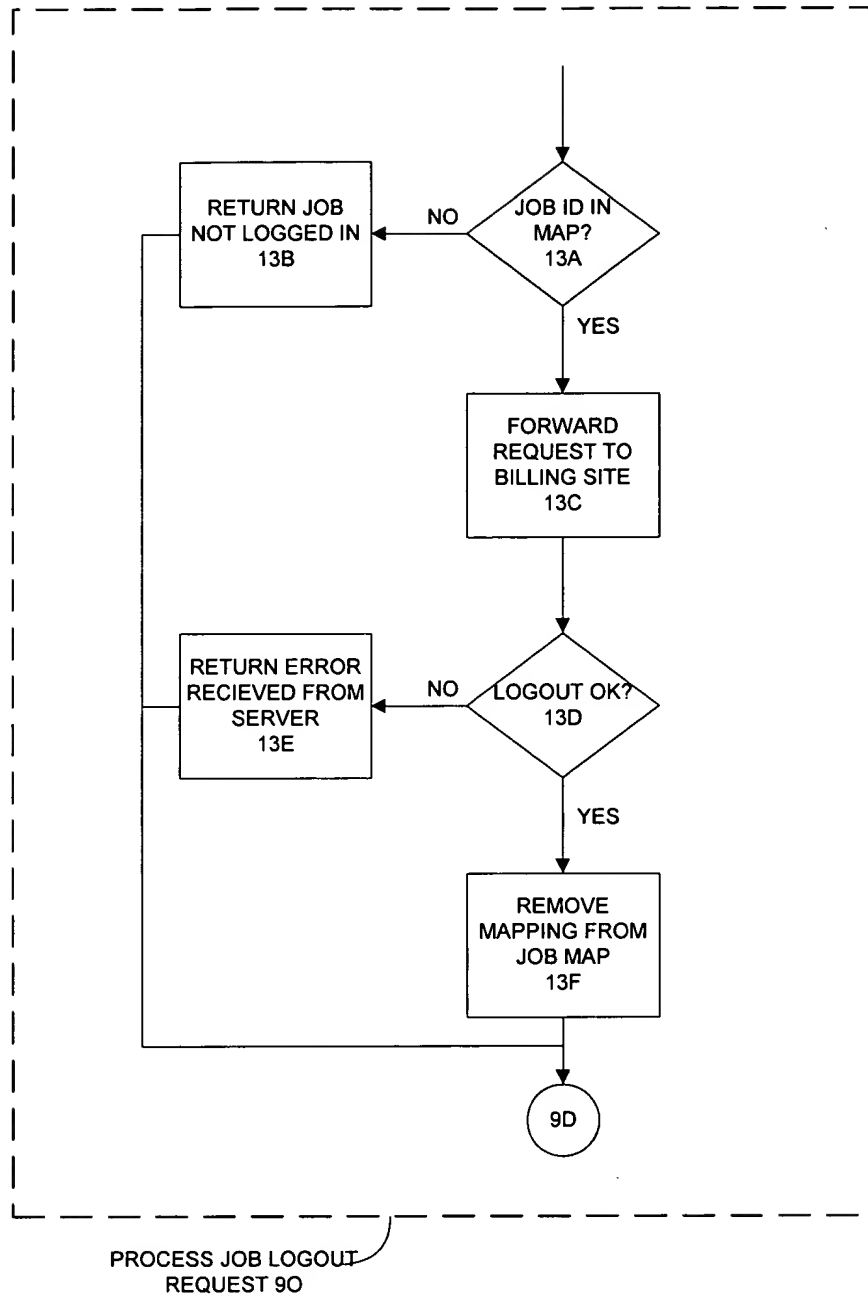 JOB ID IN
MAP?
13A
NO
RETURN JOB
NOT LOGGED IN
13B
YES
FORWARD
REQUEST TO
BILLING SITE
13C
LOGOUT OK?
13D
NO
RETURN ERROR
RECIEVED FROM
SERVER
13E
YES
REMOVE
MAPPING FROM
JOB MAP
13F
9D
PROCESS JOB LOGOUT
REQUEST 9O